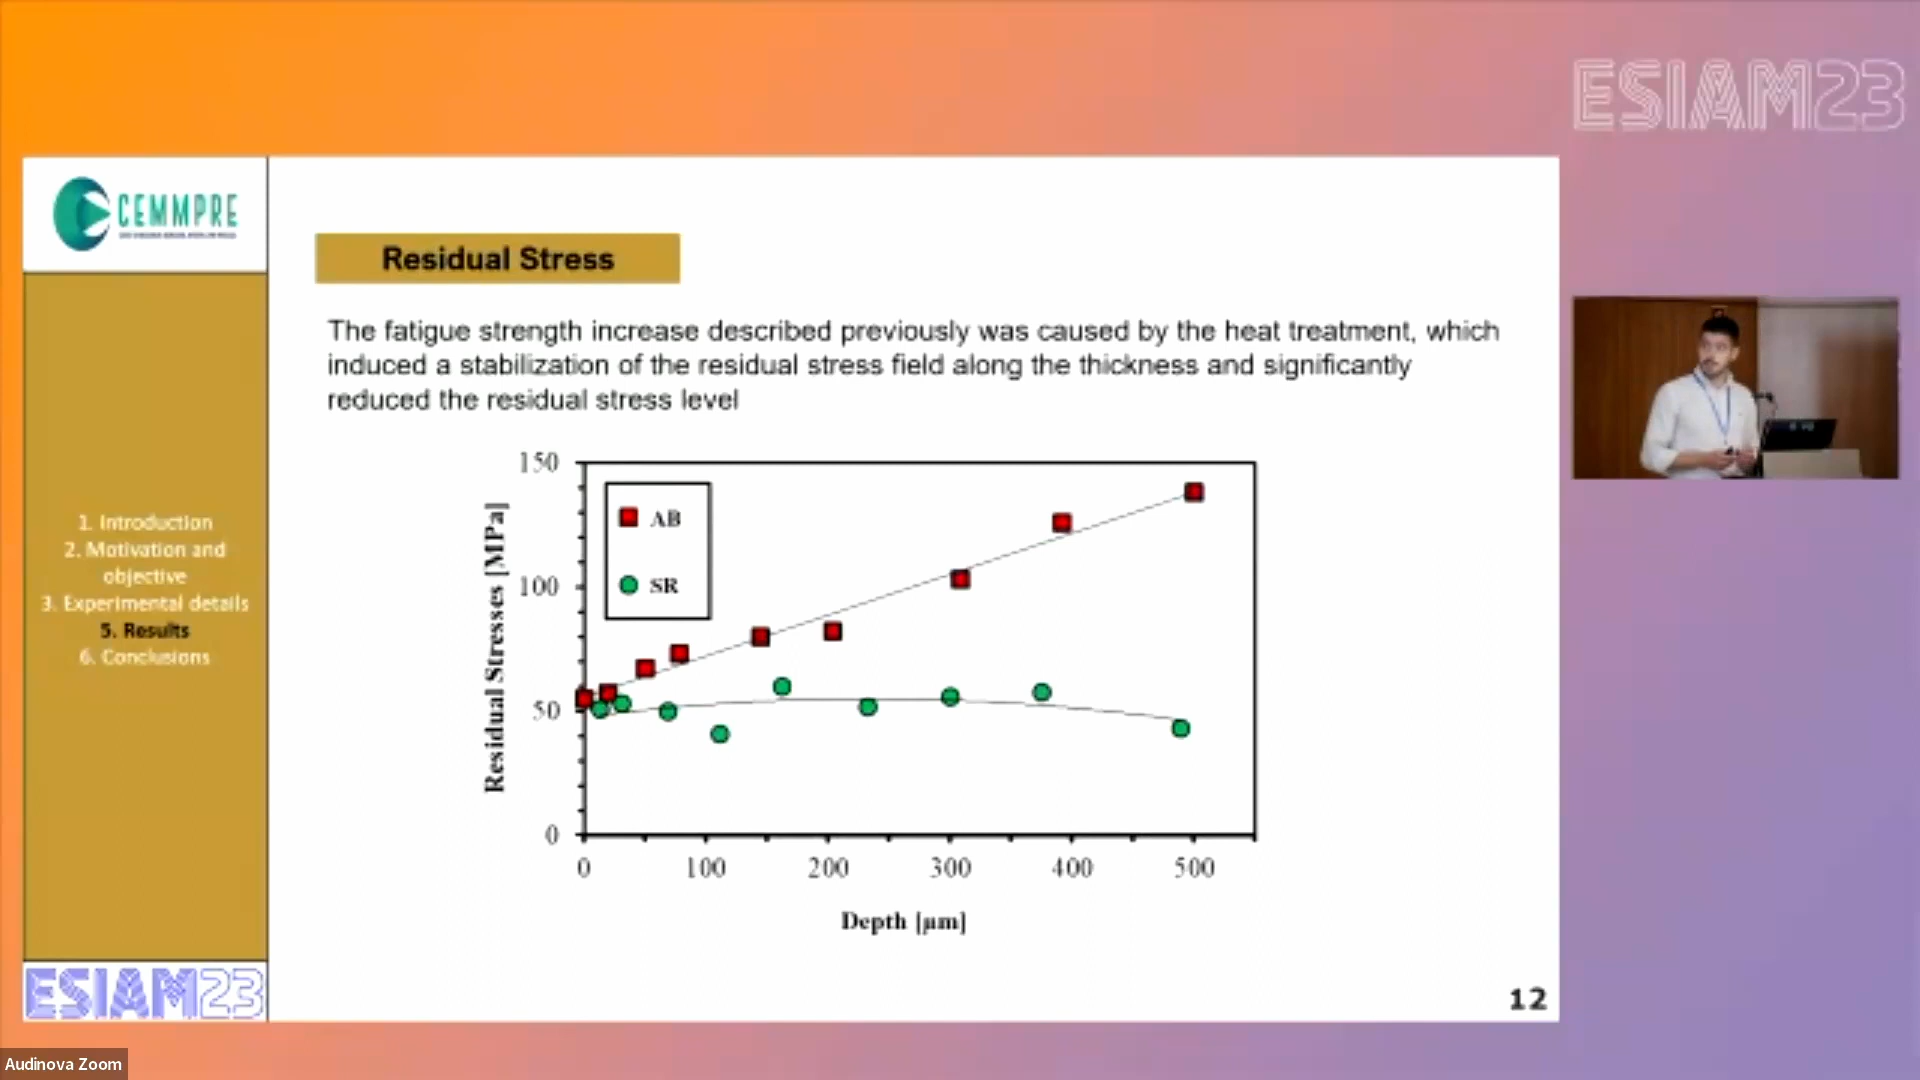 ESIAM23
CEMMPRE
Residual Stress
The fatigue strength increase described previously was caused by the heat treatment, which
induced a stabilization of the residual stress field along the thickness and significantly
reduced the residual stress level
1. Introduction
2. Motivation and
objective
3. Experimental details
5. Results
6. Conclusions
Residual Stresses [MPa]
150
100
50
0
AB
SR
0 100 200 300 400 500
Depth [µm]
ESIAM23
12
Audinova Zoom